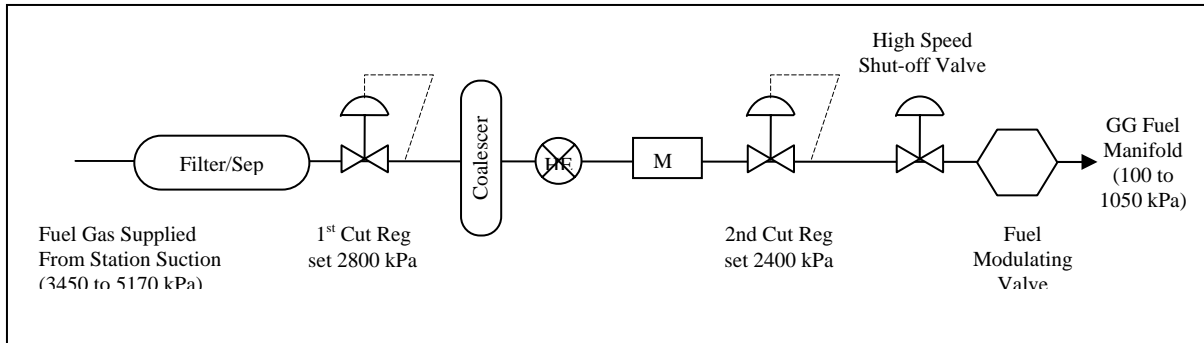 High Speed
Shut-off Valve
Filter/Sep
Coalescer
HE
M
GG Fuel
Manifold
(100 to
1050 kPa)
Fuel Gas Supplied
From Station Suction
(3450 to 5170 kPa)
1st Cut Reg
set 2800 kPa
2nd Cut Reg
set 2400 kPa
Fuel
Modulating
Valve